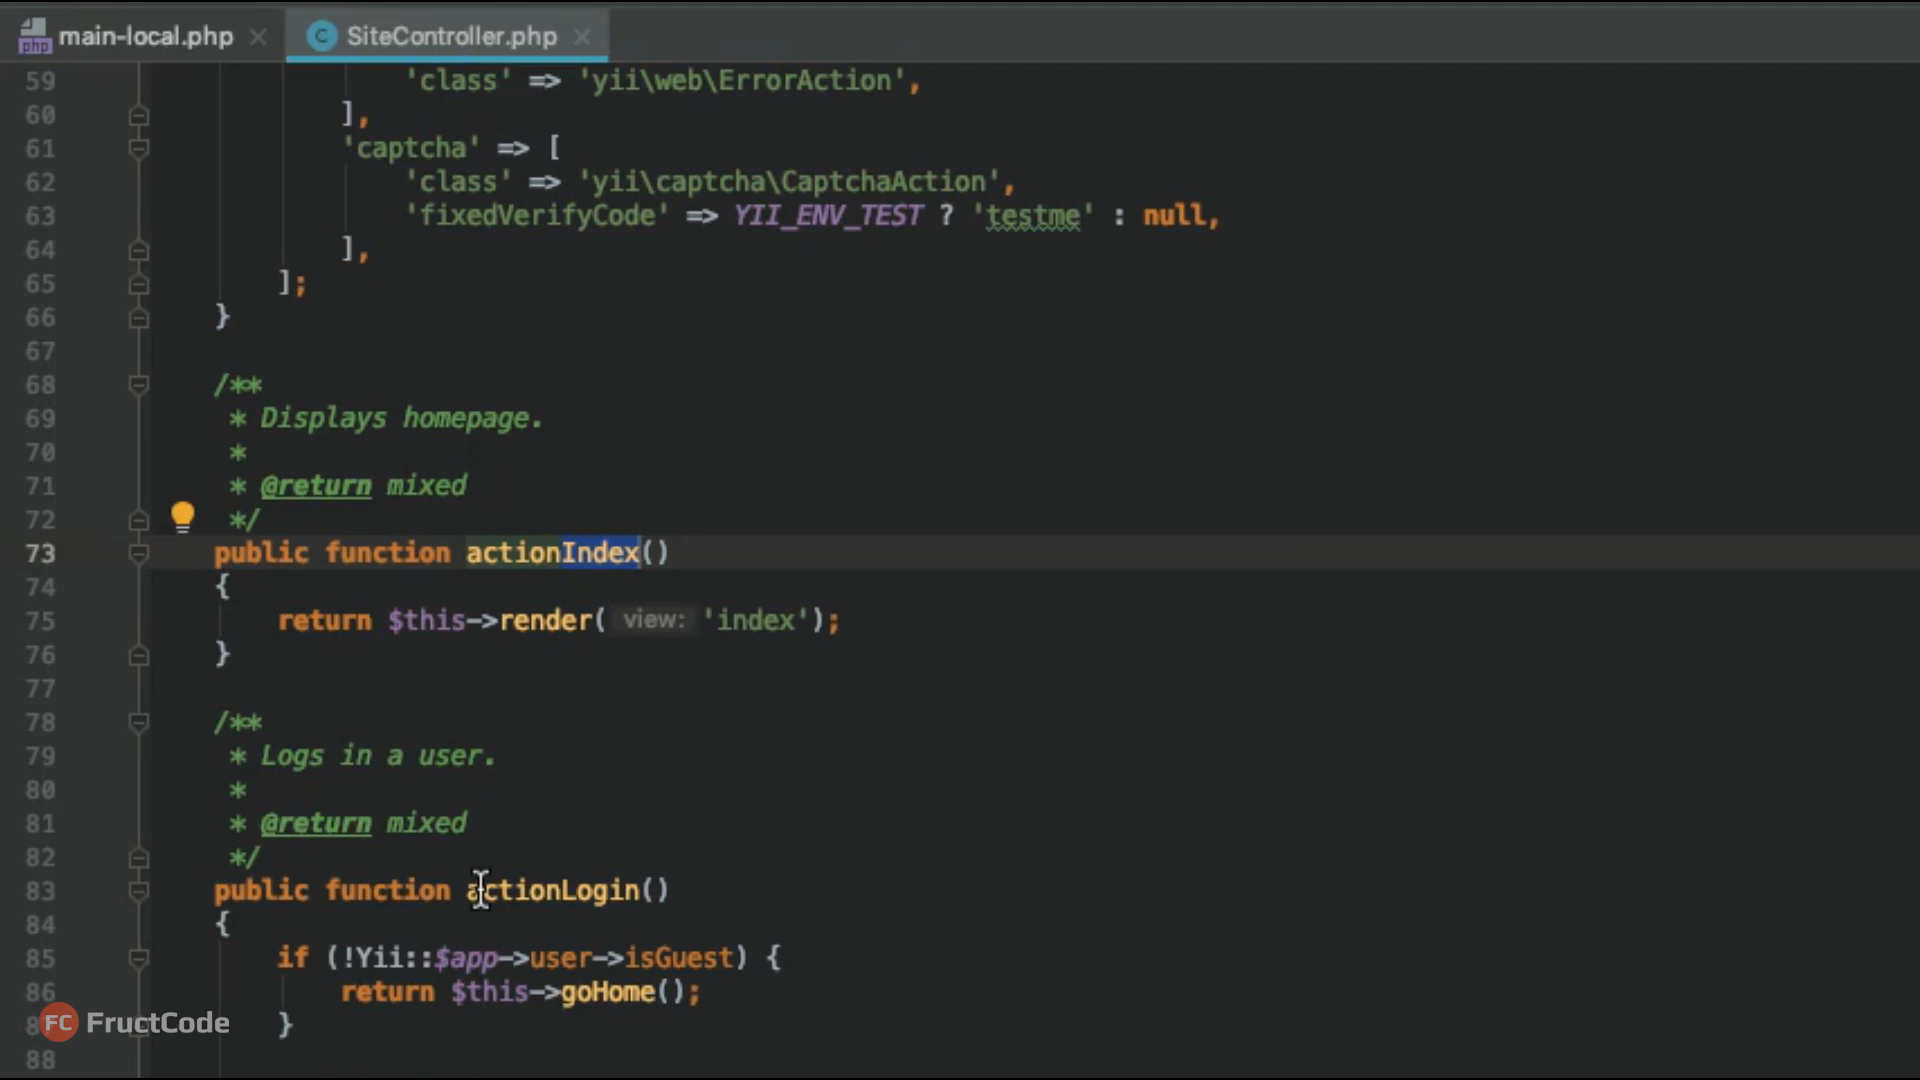 main-local.php SiteController.php
59 'class' => 'yii\web\ErrorAction',
60 ],
61 'captcha' => [
62 'class' => 'yii\captcha\CaptchaAction',
63 'fixedVerifyCode' => YII_ENV_TEST ? 'testme' : null,
64 ],
65 ];
66 }
67
68 /**
69 * Displays homepage.
70 *
71 * @return mixed
72 */
73 public function actionIndex()
74 {
75 return $this->render( view: 'index');
76 }
77
78 /**
79 * Logs in a user.
80 *
81 * @return mixed
82 */
83 public function actionLogin()
84 {
85 if (!Yii::$app->user->isGuest) {
86 return $this->goHome();
}
88
php
C
FC FructCode